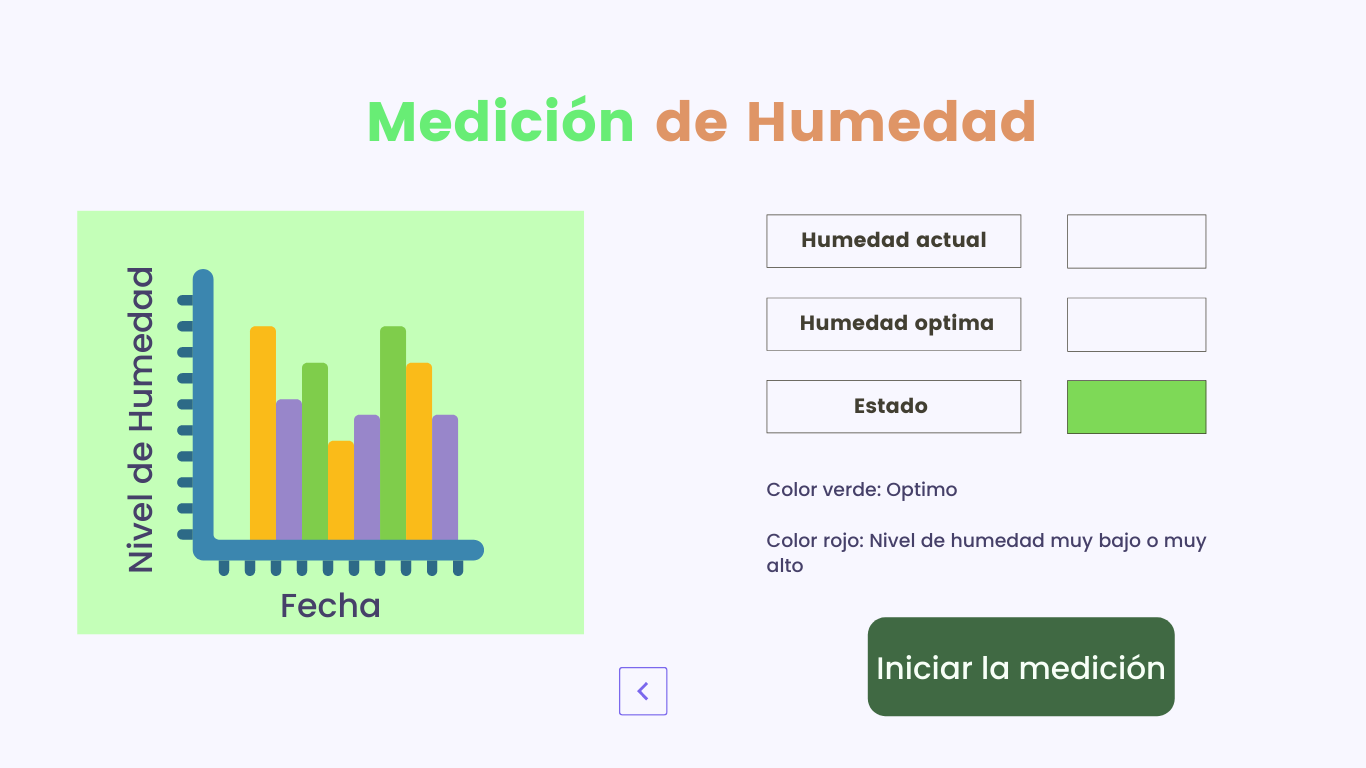 Medición de Humedad
Nivel de Humedad
Fecha
Humedad actual
Humedad optima
Estado
Color verde: Optimo
Color rojo: Nivel de humedad muy bajo o muy
alto
Iniciar la medición